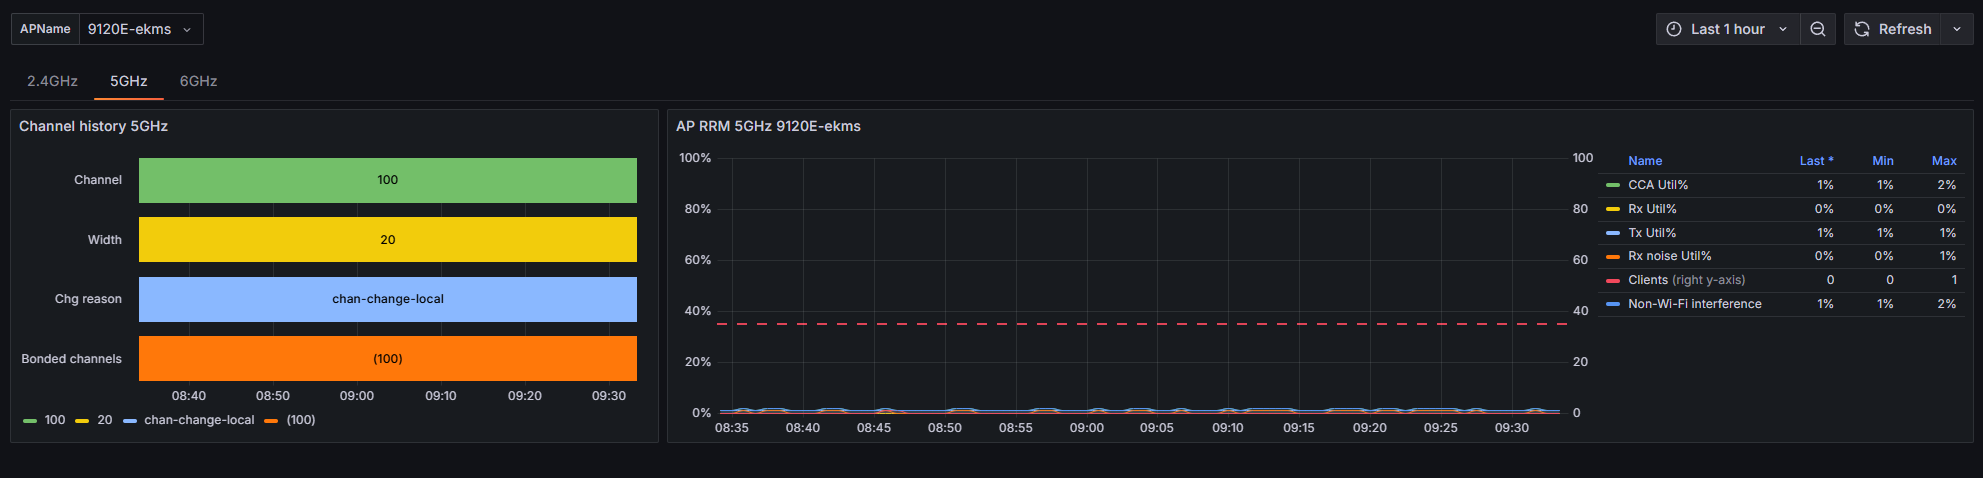 APName 9120E-ekms Last 1 hour Refresh
2.4GHz 5GHz 6GHz
Channel history 5GHz
Channel 100
Width 20
Chg reason chan-change-local
Bonded channels (100)
08:40 08:50 09:00 09:10 09:20 09:30
100 20 chan-change-local (100)
AP RRM 5GHz 9120E-ekms
100% 100
80% 80
60% 60
40% 40
20% 20
0% 0
08:35 08:40 08:45 08:50 08:55 09:00 09:05 09:10 09:15 09:20 09:25 09:30
Name Last * Min Max
CCA Util% 1% 1% 2%
Rx Util% 0% 0% 0%
Tx Util% 1% 1% 1%
Rx noise Util% 0% 0% 1%
Clients (right y-axis) 0 0 1
Non-Wi-Fi interference 1% 1% 2%